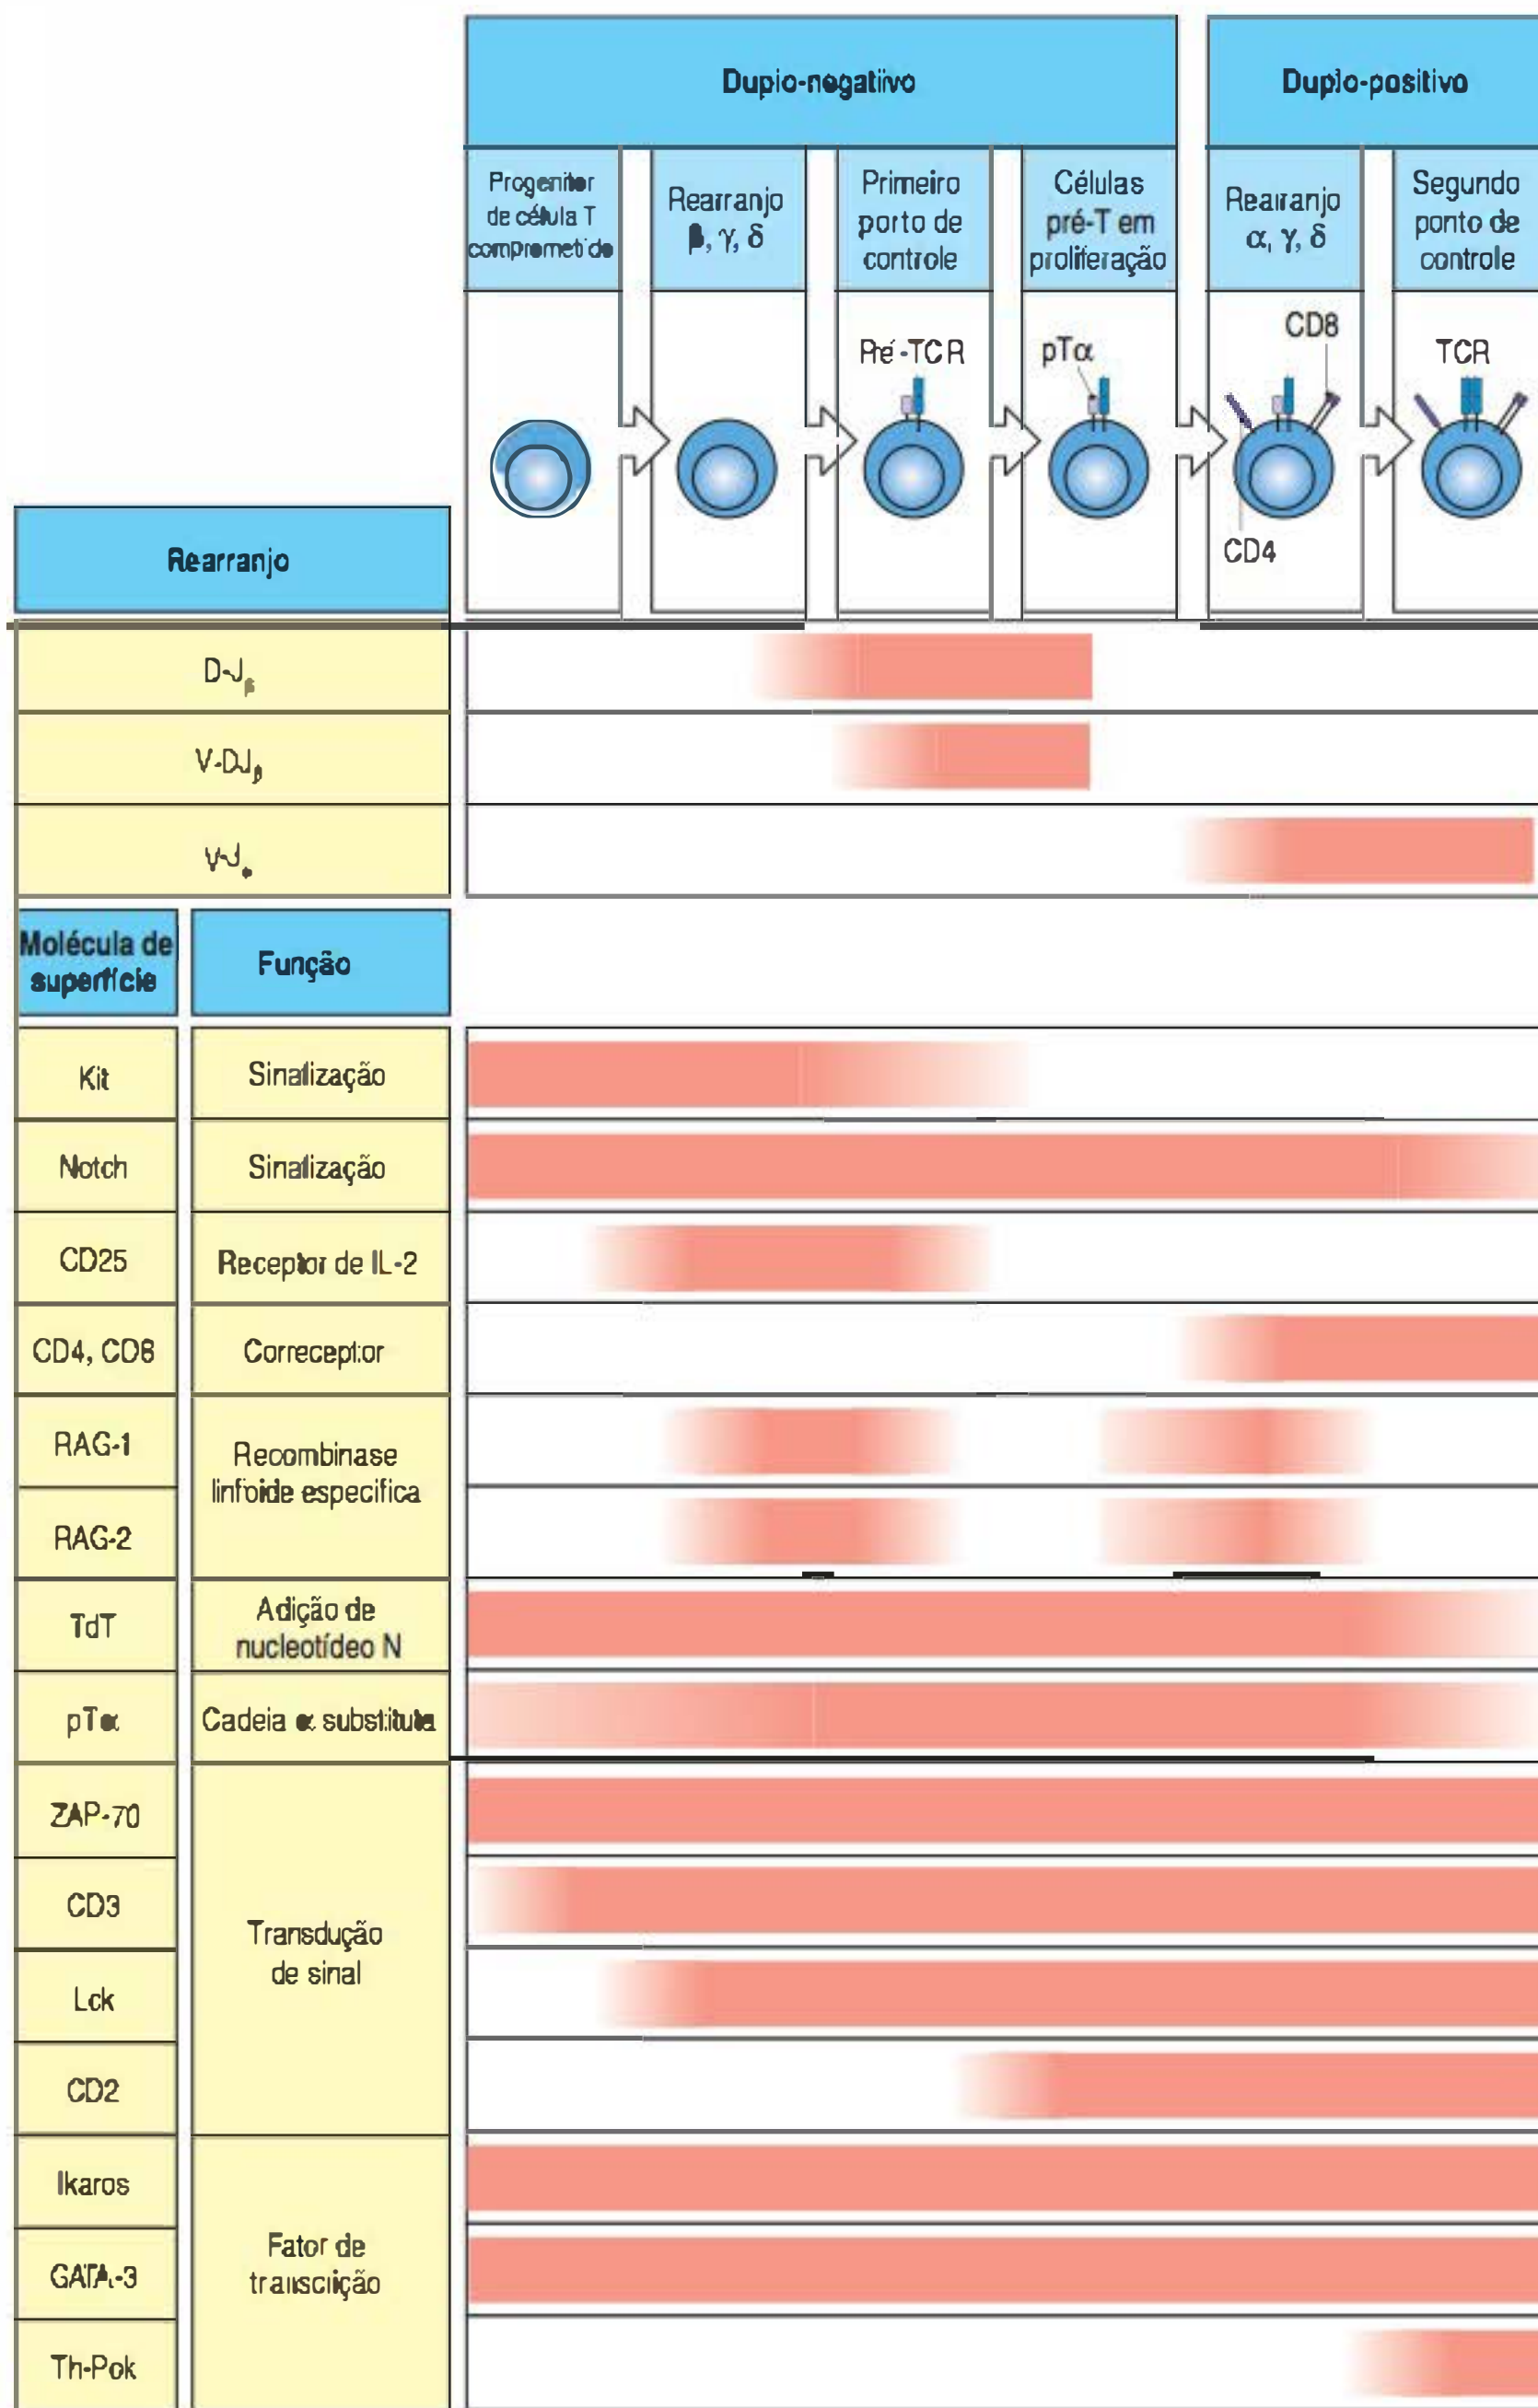 Duplo-negativo
Duplo-positivo
Progenitor
de célula T
comprometido
Rearranjo
β, γ, δ
Primeiro
porto de
controle
Células
pré-T em
proliferação
Rearranjo
α, γ, δ
Segundo
ponto de
controle
Pré-TCR
pTα
CD8
CD4
TCR
Rearranjo
D-Jβ
V-DJβ
V-Jα
Molécula de
superfície
Função
Kit
Sinalização
Notch
Sinalização
CD25
Receptor de IL-2
CD4, CD8
Correceptor
RAG-1
Recombinase
linfoide especifica
RAG-2
TdT
Adição de
nucleotídeo N
pTα
Cadeia α substituta
ZAP-70
CD3
Transdução
de sinal
Lck
CD2
Ikaros
GATA-3
Fator de
transcrição
Th-Pok